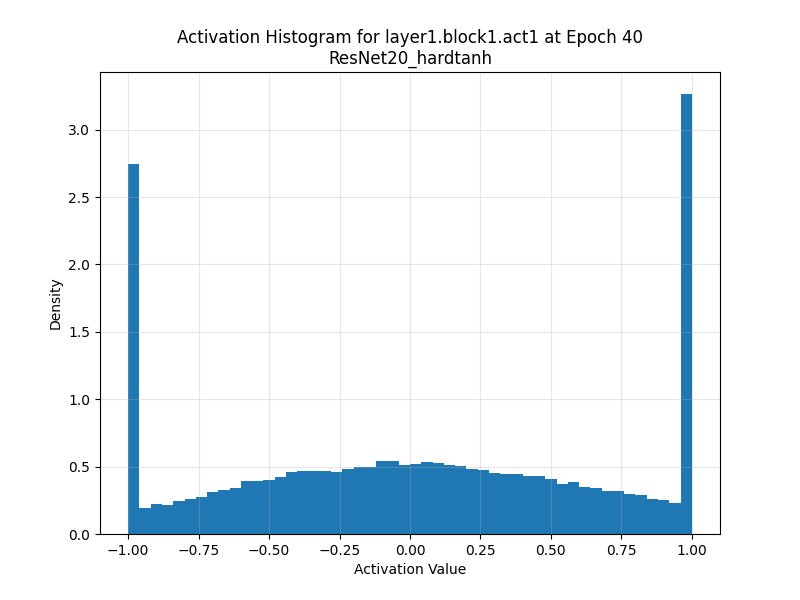 Activation Histogram for layer1.block1.act1 at Epoch 40
ResNet20_hardtanh
Density
3.0
2.5
2.0
1.5
1.0
0.5
0.0
−1.00 −0.75 −0.50 −0.25 0.00 0.25 0.50 0.75 1.00
Activation Value